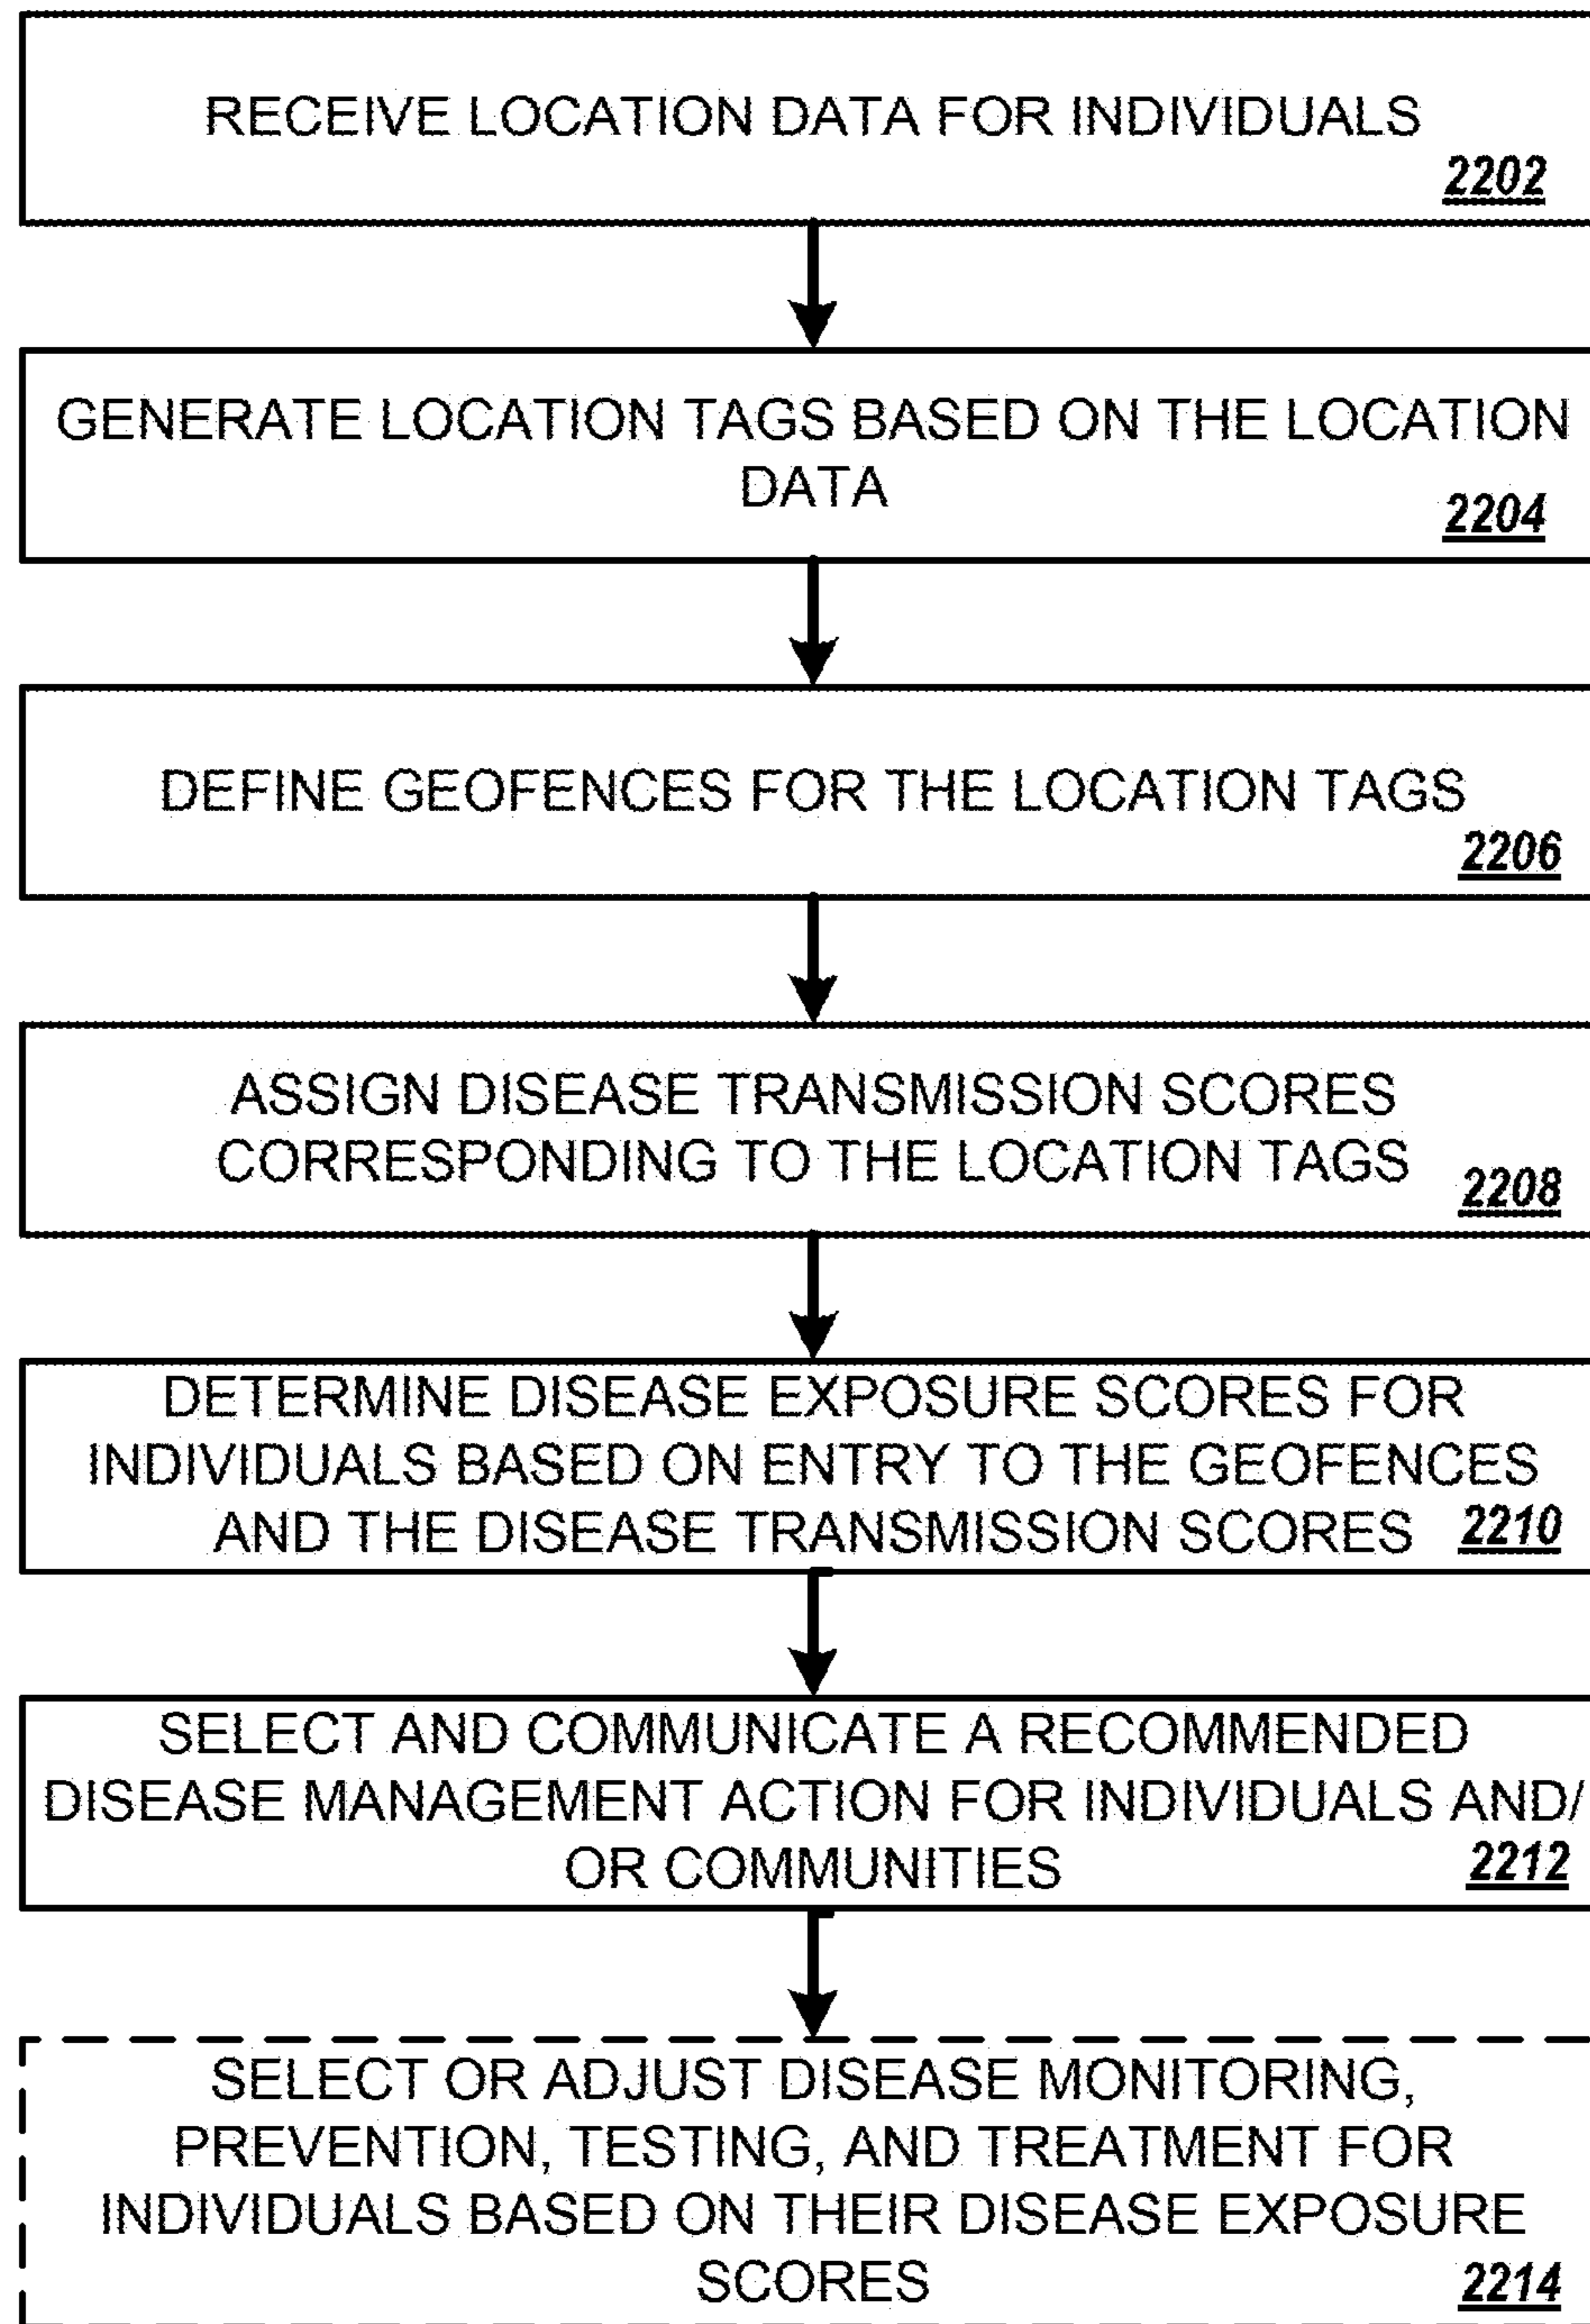 RECEIVE LOCATION DATA FOR INDIVIDUALS
2202
GENERATE LOCATION TAGS BASED ON THE LOCATION
DATA
2204
DEFINE GEOFENCES FOR THE LOCATION TAGS
2206
ASSIGN DISEASE TRANSMISSION SCORES
CORRESPONDING TO THE LOCATION TAGS
2208
DETERMINE DISEASE EXPOSURE SCORES FOR
INDIVIDUALS BASED ON ENTRY TO THE GEOFENCES
AND THE DISEASE TRANSMISSION SCORES 2210
SELECT AND COMMUNICATE A RECOMMENDED
DISEASE MANAGEMENT ACTION FOR INDIVIDUALS AND/
OR COMMUNITIES 2212
SELECT OR ADJUST DISEASE MONITORING,
PREVENTION, TESTING, AND TREATMENT FOR
INDIVIDUALS BASED ON THEIR DISEASE EXPOSURE
SCORES 2214